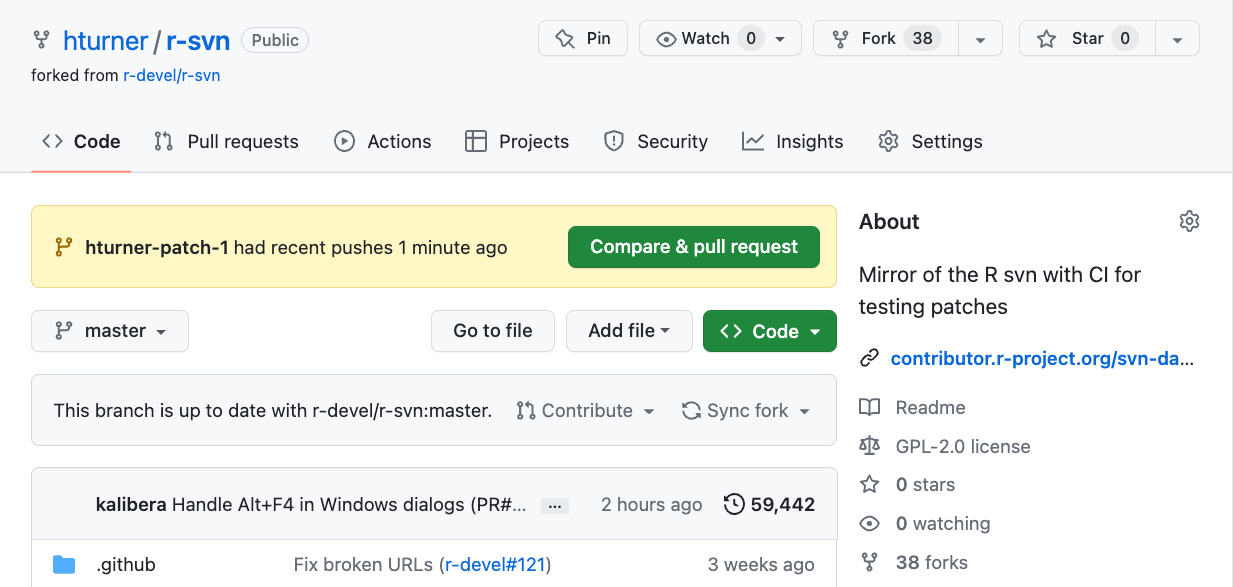 hturner / r-svn Public Pin Watch 0 Fork 38 Star 0
forked from r-devel/r-svn
Code Pull requests Actions Projects Security Insights Settings
hturner-patch-1 had recent pushes 1 minute ago Compare & pull request
master Go to file Add file Code
This branch is up to date with r-devel/r-svn:master. Contribute Sync fork
kalibera Handle Alt+F4 in Windows dialogs (PR#... ... 2 hours ago 59,442
.github Fix broken URLs (r-devel#121) 3 weeks ago
About
Mirror of the R svn with CI for
testing patches
contributor.r-project.org/svn-da...
Readme
GPL-2.0 license
0 stars
0 watching
38 forks